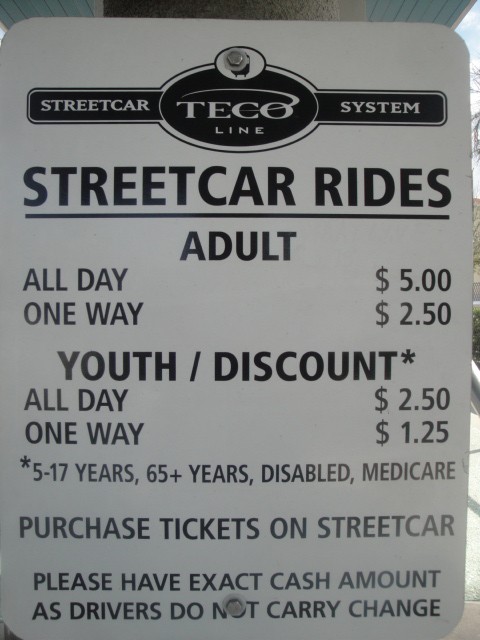 STREETCAR TECO SYSTEM
LINE
STREETCAR RIDES
ADULT
ALL DAY $ 5.00
ONE WAY $ 2.50
YOUTH / DISCOUNT*
ALL DAY $ 2.50
ONE WAY $ 1.25
*5-17 YEARS, 65+ YEARS, DISABLED, MEDICARE
PURCHASE TICKETS ON STREETCAR
PLEASE HAVE EXACT CASH AMOUNT
AS DRIVERS DO NOT CARRY CHANGE